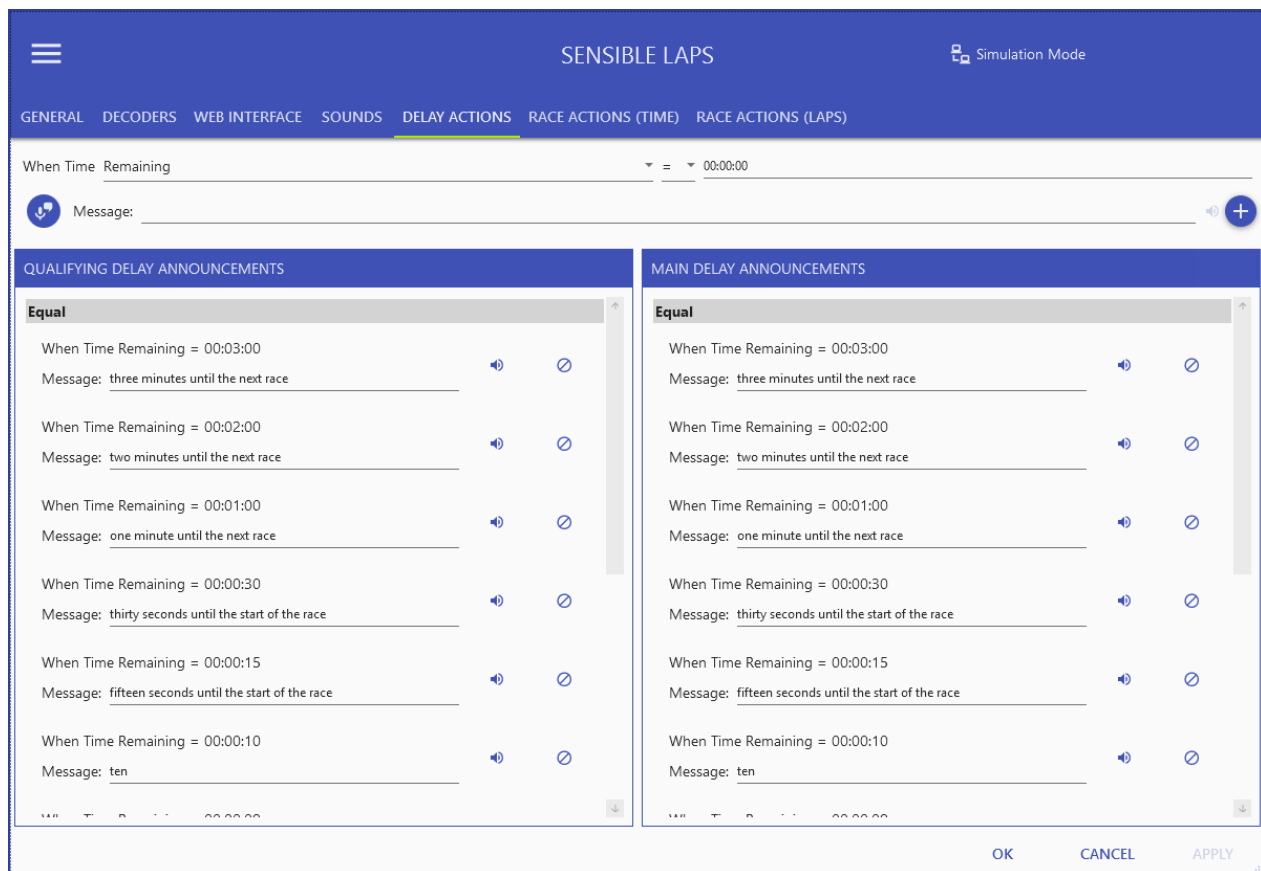 SENSIBLE LAPS
Simulation Mode
GENERAL DECODERS WEB INTERFACE SOUNDS DELAY ACTIONS RACE ACTIONS (TIME) RACE ACTIONS (LAPS)
When Time Remaining = 00:00:00
Message:
QUALIFYING DELAY ANNOUNCEMENTS
Equal
When Time Remaining = 00:03:00
Message: three minutes until the next race
When Time Remaining = 00:02:00
Message: two minutes until the next race
When Time Remaining = 00:01:00
Message: one minute until the next race
When Time Remaining = 00:00:30
Message: thirty seconds until the start of the race
When Time Remaining = 00:00:15
Message: fifteen seconds until the start of the race
When Time Remaining = 00:00:10
Message: ten
MAIN DELAY ANNOUNCEMENTS
Equal
When Time Remaining = 00:03:00
Message: three minutes until the next race
When Time Remaining = 00:02:00
Message: two minutes until the next race
When Time Remaining = 00:01:00
Message: one minute until the next race
When Time Remaining = 00:00:30
Message: thirty seconds until the start of the race
When Time Remaining = 00:00:15
Message: fifteen seconds until the start of the race
When Time Remaining = 00:00:10
Message: ten
OK CANCEL APPLY